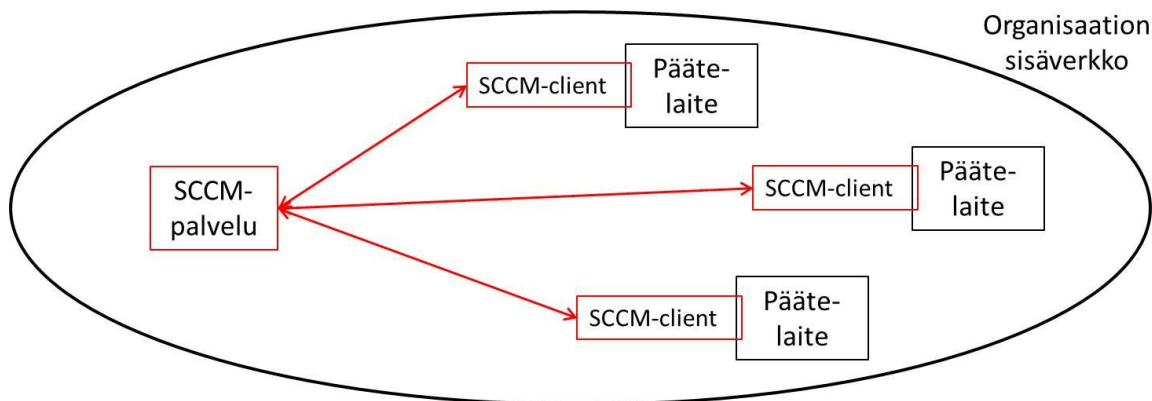 Organisaation
sisäverkko
SCCM-client
Pääte-
laite
SCCM-
palvelu
SCCM-client
Pääte-
laite
SCCM-client
Pääte-
laite